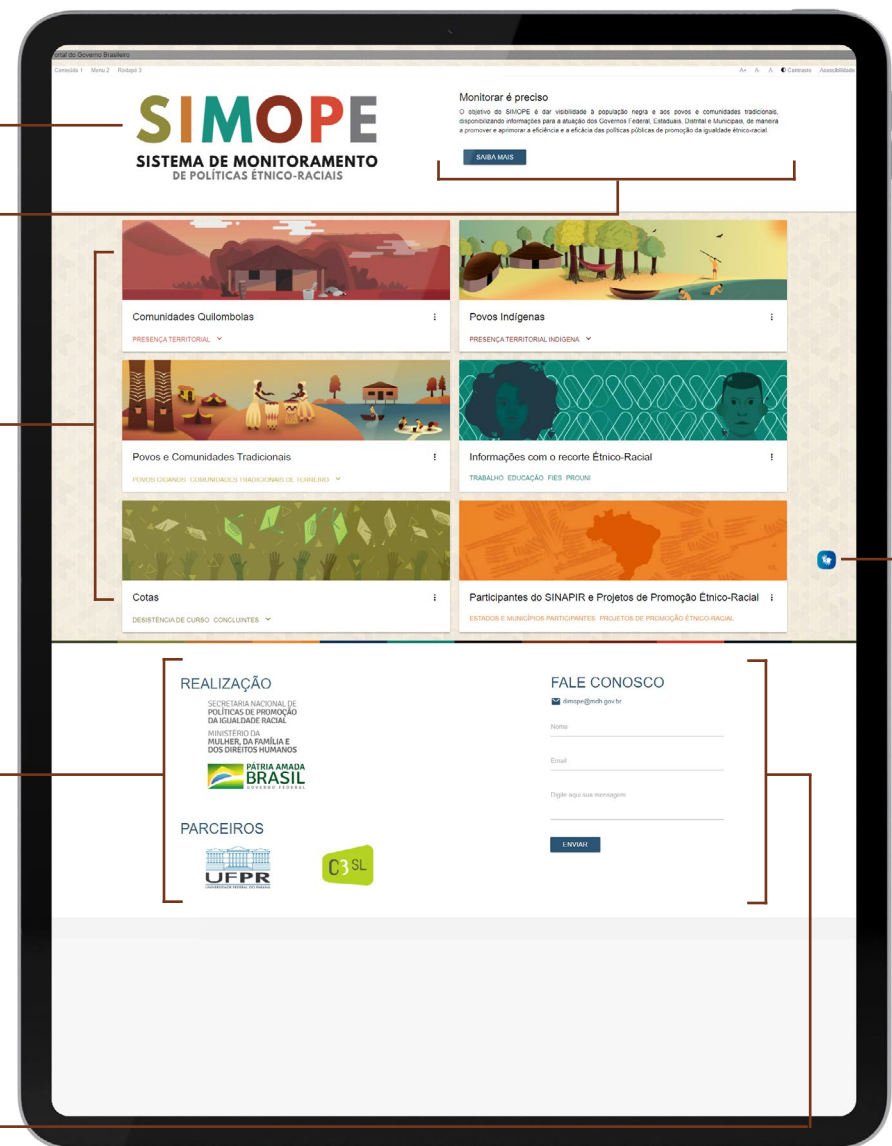 ortal do Governo Brasileiro
Conteúdo 1 Menu 2 Rodapé 3
A+ A- A Contraste Acessibilidade
SIMOPE
SISTEMA DE MONITORAMENTO
DE POLÍTICAS ÉTNICO-RACIAIS
Monitorar é preciso
O objetivo do SIMOPE é dar visibilidade à população negra e aos povos e comunidades tradicionais,
disponibilizando informações para a atuação dos Governos Federal, Estaduais, Distrital e Municipais, de maneira
a promover e aprimorar a eficiência e a eficácia das políticas públicas de promoção da igualdade étnico-racial.
SAIBA MAIS
Comunidades Quilombolas
PRESENÇA TERRITORIAL
Povos Indígenas
PRESENÇA TERRITORIAL INDÍGENA
Povos e Comunidades Tradicionais
POVOS CIGANOS COMUNIDADES TRADICIONAIS DE TERREIRO
Informações com o recorte Étnico-Racial
TRABALHO EDUCAÇÃO FIES PROUNI
Cotas
DESISTÊNCIA DE CURSO CONCLUINTES
Participantes do SINAPIR e Projetos de Promoção Étnico-Racial
ESTADOS E MUNICÍPIOS PARTICIPANTES PROJETOS DE PROMOÇÃO ÉTNICO-RACIAL
REALIZAÇÃO
SECRETARIA NACIONAL DE
POLÍTICAS DE PROMOÇÃO
DA IGUALDADE RACIAL
MINISTÉRIO DA
MULHER, DA FAMÍLIA E
DOS DIREITOS HUMANOS
PÁTRIA AMADA
BRASIL
GOVERNO FEDERAL
PARCEIROS
UFPR
UNIVERSIDADE FEDERAL DO PARANÁ
C3 SL
FALE CONOSCO
dimope@mdh.gov.br
Nome
Email
Digite aqui sua mensagem
ENVIAR